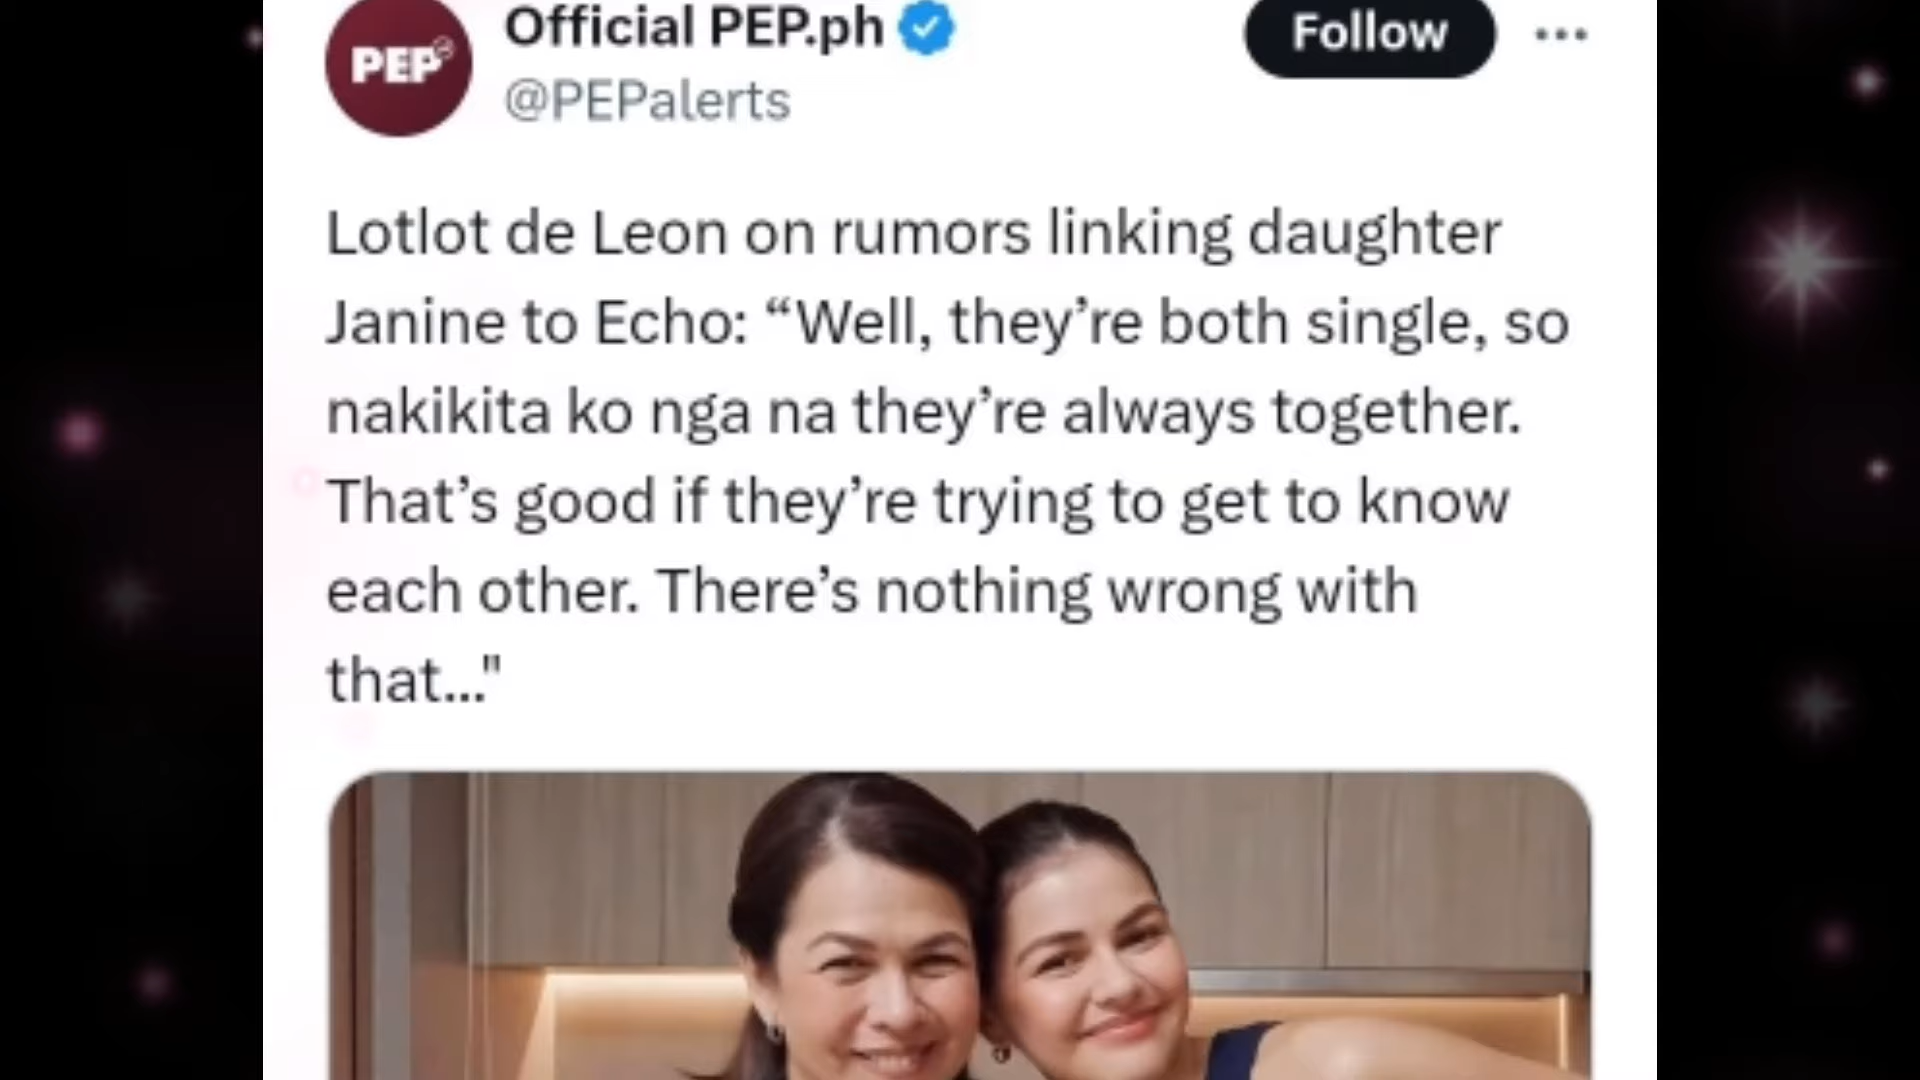 PEP
Official PEP.ph
Follow
@PEPalerts
Lotlot de Leon on rumors linking daughter
Janine to Echo: “Well, they’re both single, so
nakikita ko nga na they’re always together.
That’s good if they’re trying to get to know
each other. There’s nothing wrong with
that..."